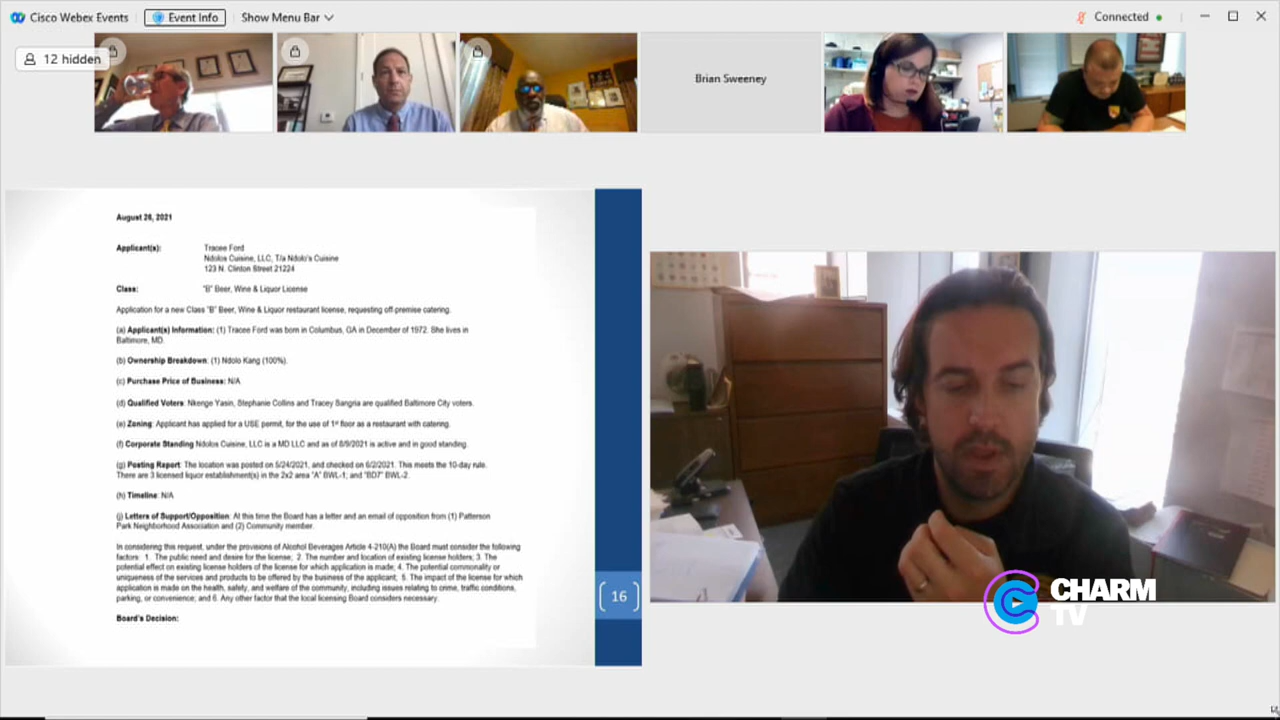 Cisco Webex Events
Event Info
Show Menu Bar
Connected
12 hidden
Brian Sweeney
August 26, 2021
Applicant(s): Tracee Ford
Ndolos Cuisine, LLC, T/a Ndolo's Cuisine
123 N. Clinton Street 21224
Class: "B" Beer, Wine & Liquor License
Application for a new Class "B" Beer, Wine & Liquor restaurant license, requesting off-premise catering.
(a) Applicant(s) Information: (1) Tracee Ford was born in Columbus, GA in December of 1972. She lives in
Baltimore, MD.
(b) Ownership Breakdown: (1) Ndolo Kang (100%).
(c) Purchase Price of Business: N/A
(d) Qualified Voters: Nkenge Yasin, Stephanie Collins and Tracey Sangria are qualified Baltimore City voters.
(e) Zoning: Applicant has applied for a USE permit, for the use of 1st floor as a restaurant with catering.
(f) Corporate Standing Ndolos Cuisine, LLC is a MD LLC and as of 8/9/2021 is active and in good standing.
(g) Posting Report: The location was posted on 5/24/2021, and checked on 6/2/2021. This meets the 10-day rule.
There are 3 licensed liquor establishment(s) in the 2x2 area "A" BWL-1; and "BD7" BWL-2.
(h) Timeline: N/A
(j) Letters of Support/Opposition: At this time the Board has a letter and an email of opposition from (1) Patterson
Park Neighborhood Association and (2) Community member.
In considering this request, under the provisions of Alcohol Beverages Article 4-210(A) the Board must consider the following
factors: 1. The public need and desire for the license; 2. The number and location of existing license holders; 3. The
potential effect on existing license holders of the license for which application is made; 4. The potential commonality or
uniqueness of the services and products to be offered by the business of the applicant; 5. The impact of the license for which
application is made on the health, safety, and welfare of the community, including issues relating to crime, traffic conditions,
parking, or convenience; and 6. Any other factor that the local licensing Board considers necessary.
Board's Decision:
16
CHARM
TV